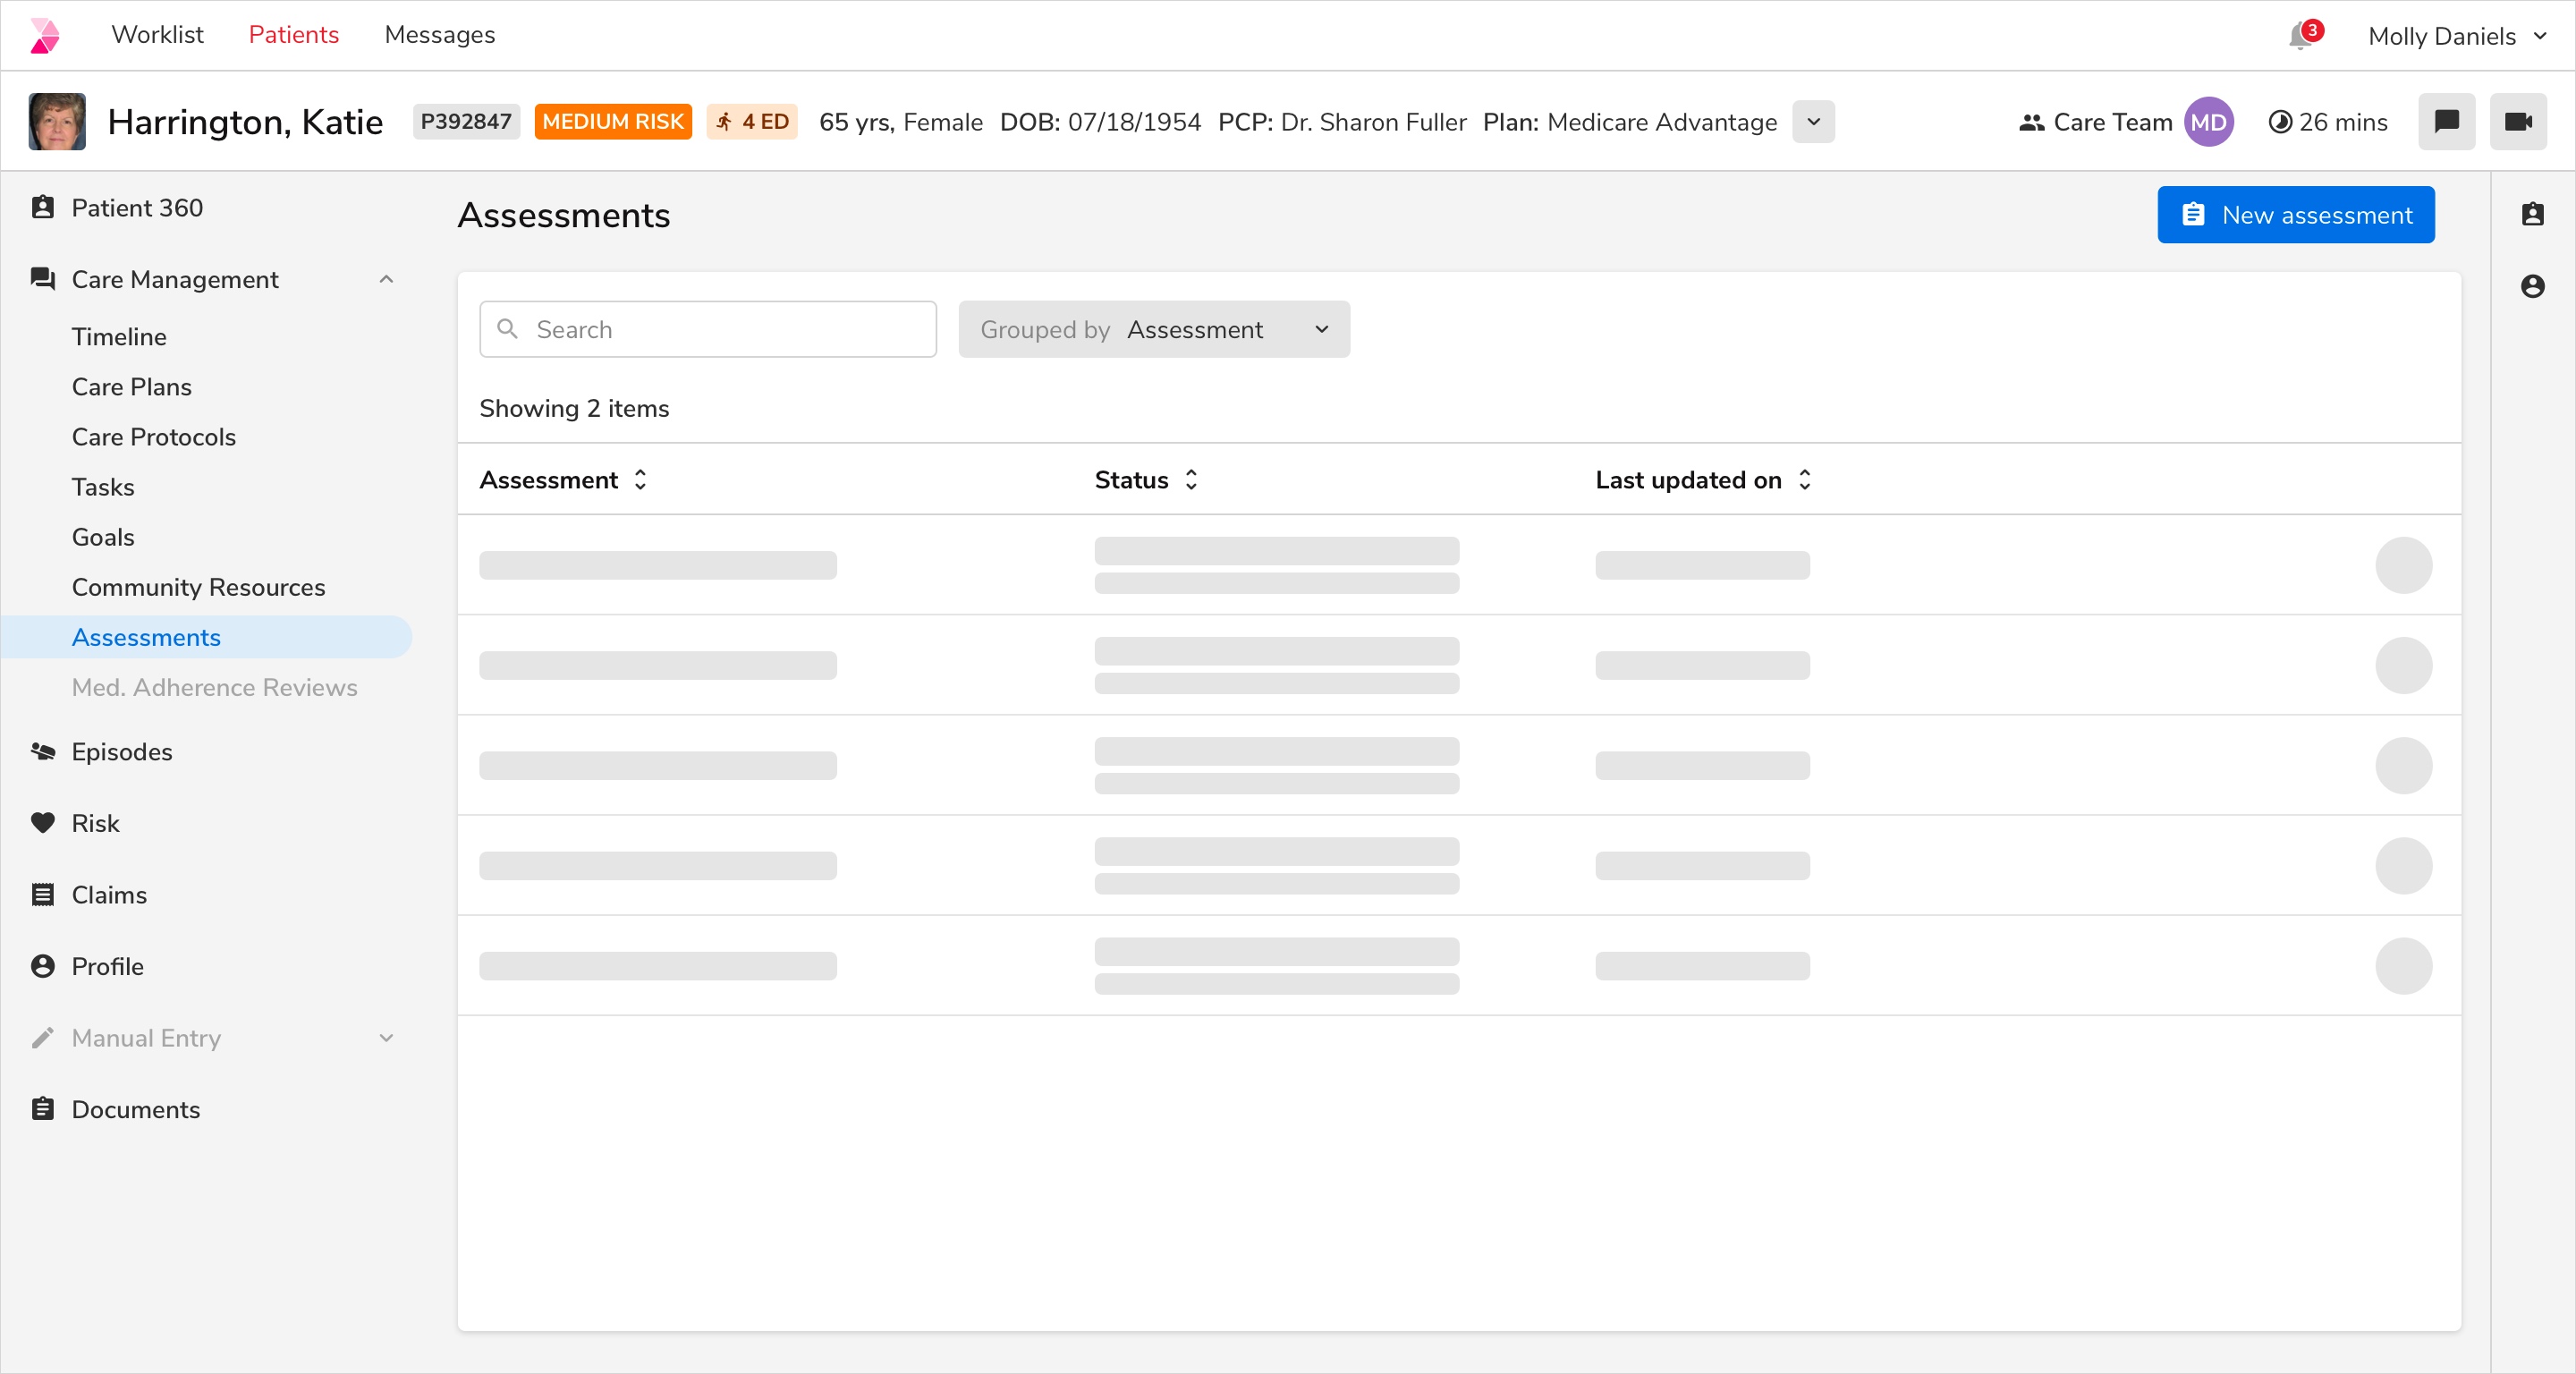 Worklist Patients Messages 3 Molly Daniels
Harrington, Katie P392847 MEDIUM RISK 4 ED 65 yrs, Female DOB: 07/18/1954 PCP: Dr. Sharon Fuller Plan: Medicare Advantage Care Team MD 26 mins
Patient 360
Care Management
Timeline
Care Plans
Care Protocols
Tasks
Goals
Community Resources
Assessments
Med. Adherence Reviews
Episodes
Risk
Claims
Profile
Manual Entry
Documents
Assessments New assessment
Search Grouped by Assessment
Showing 2 items
Assessment Status Last updated on